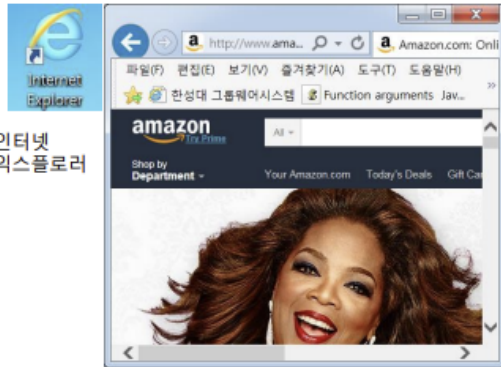 Internet
Explorer
인터넷
익스플로러
http://www.ama...
Amazon.com: Onli
파일(F) 편집(E) 보기(V) 즐겨찾기(A) 도구(T) 도움말(H)
한성대 그룹웨어시스템 Function arguments Jav...
amazon
Try Prime
All
Shop by
Department
Your Amazon.com Today's Deals Gift Ca